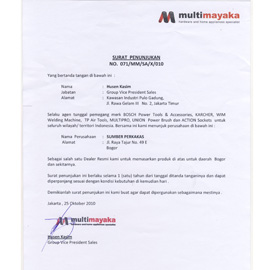 multimayaka
hardware and home appliances specialist
SURAT PENUNJUKAN
NO. 071/MM/SA/X/010
Yang bertanda tangan di bawah ini :
Nama : Husen Kasim
Jabatan : Group Vice President Sales
Alamat : Kawasan Industri Pulo Gadung,
Jl. Rawa Gelam III No. 2, Jakarta Timur
Selaku agen tunggal pemegang merk BOSCH Power Tools & Accessories, KARCHER, WIM
Welding Machine, TP Air Tools, MULTIPRO, UNION Power Brush dan ACTION Sockets untuk
seluruh territori Indonesia. Bersama ini kami menunjuk perusahaan di bawah ini :
Nama Perusahaan : SUMBER PERKAKAS
Alamat : Jl. Raya Tajur No. 49 E
Bogor
Sebagai salah satu Dealer Resmi kami untuk memasarkan produk di atas untuk daerah Bogor dan
sekitarnya.
Surat penunjukan ini berlaku selama 1 (satu) tahun dari tanggal ditanda tanganinya dan dapat
diperpanjang sesuai dengan kondisi kebutuhan di kemudian hari.
Demikianlah surat penunjukan ini kami buat agar dapat dipergunakan sebagaimana mestinya
Jakarta, 25 Oktober 2010
multimayaka
Husen Kasim
Group Vice President Sales